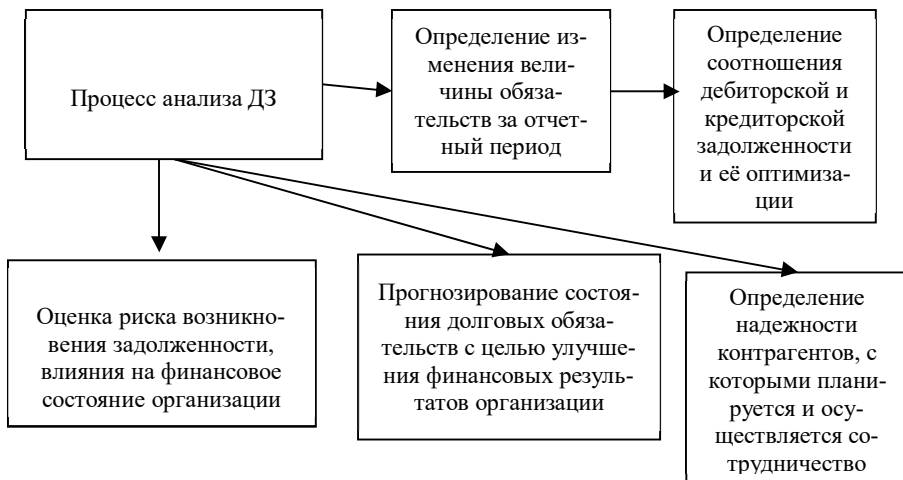 Процесс анализа ДЗ
Определение из-
менения вели-
чины обяза-
тельств за отчет-
ный период
Определение
соотношения
дебиторской и
кредиторской
задолженности
и её оптимиза-
ции
Оценка риска возникно-
вения задолженности,
влияния на финансовое
состояние организации
Прогнозирование состоя-
ния долговых обяза-
тельств с целью улучше-
ния финансовых резуль-
татов организации
Определение
надежности
контрагентов, с
которыми плани-
руется и осу-
ществляется со-
трудничество